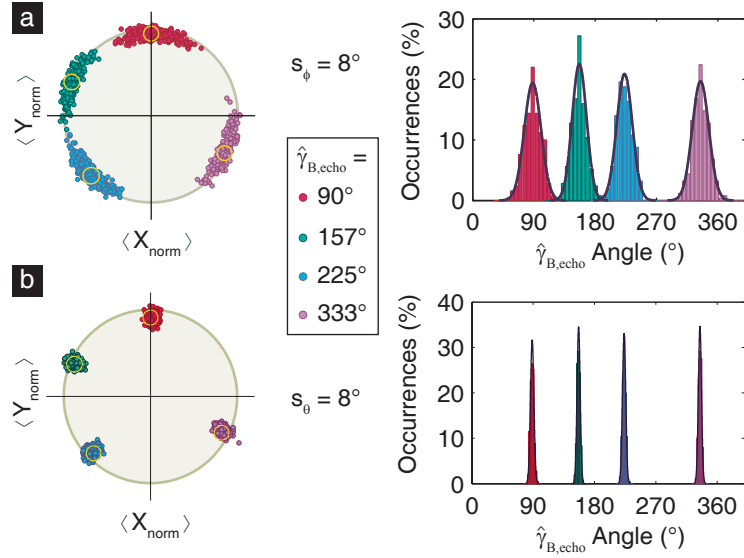 a
⟨Y_norm⟩
⟨X_norm⟩
s_ϕ = 8°
γ̂_B,echo =
90°
157°
225°
333°
Occurrences (%)
30
20
10
0
0 90 180 270 360
γ̂_B,echo Angle (°)
b
⟨Y_norm⟩
⟨X_norm⟩
s_θ = 8°
Occurrences (%)
40
30
20
10
0
0 90 180 270 360
γ̂_B,echo Angle (°)